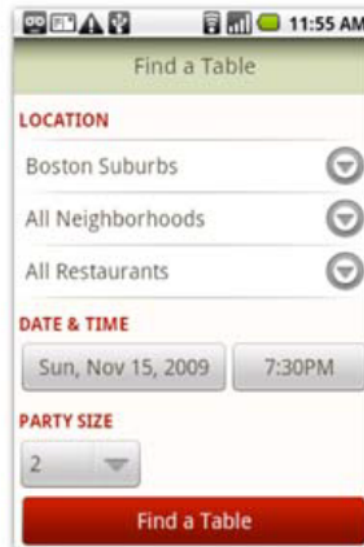 11:55 AM
Find a Table
LOCATION
Boston Suburbs
All Neighborhoods
All Restaurants
DATE & TIME
Sun, Nov 15, 2009 7:30PM
PARTY SIZE
2
Find a Table